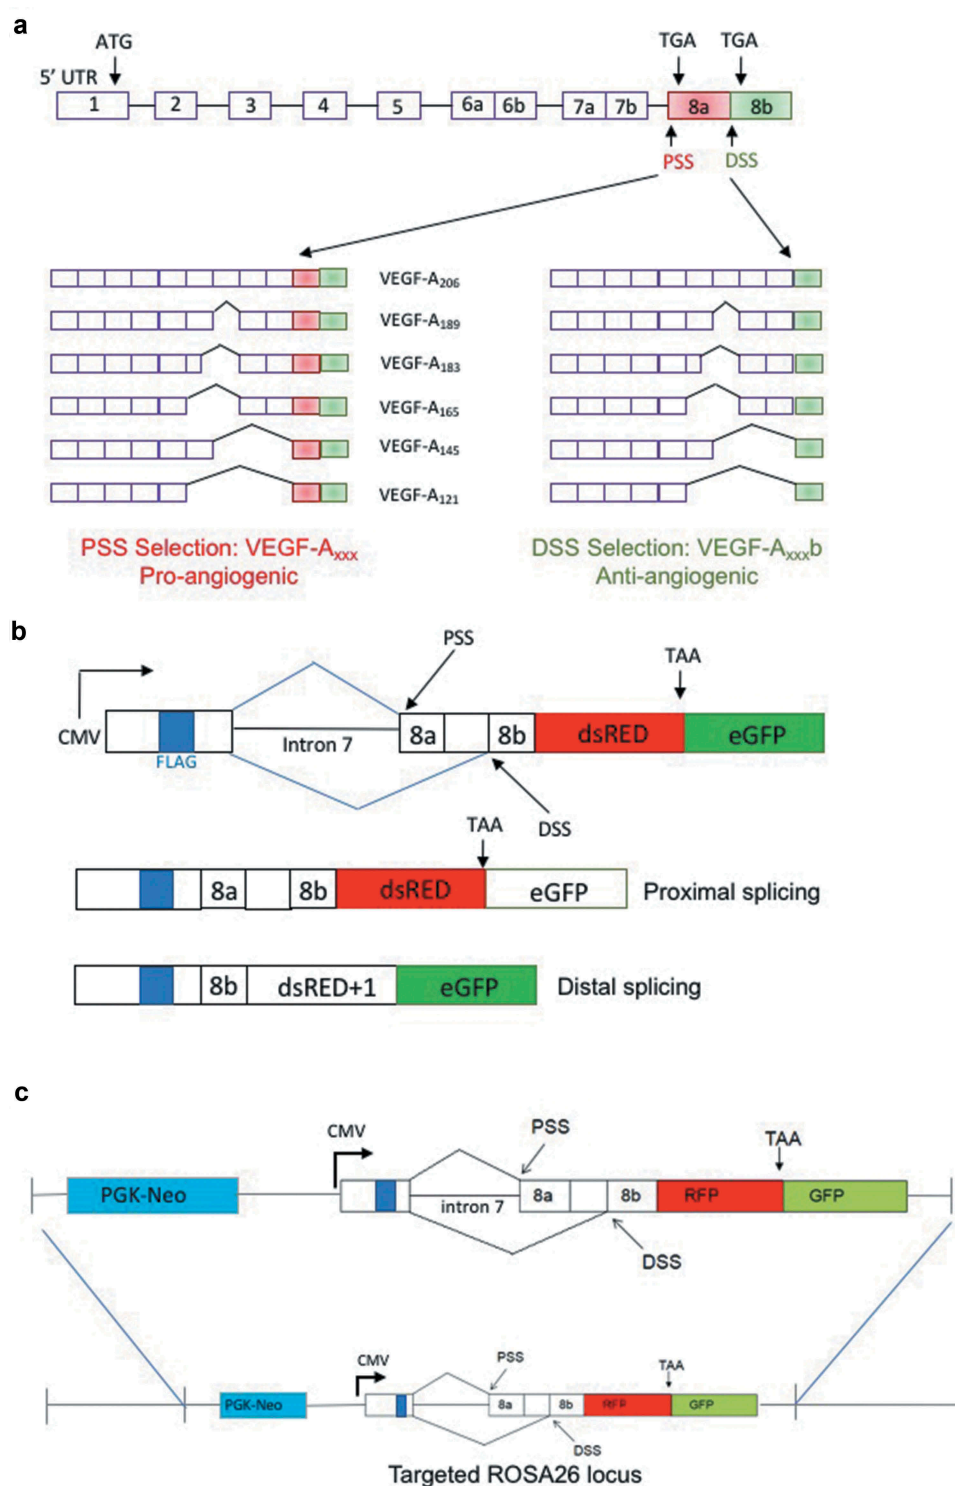 a
ATG
TGA TGA
5' UTR
1 2 3 4 5 6a 6b 7a 7b 8a 8b
PSS DSS
VEGF-A206
VEGF-A189
VEGF-A183
VEGF-A165
VEGF-A145
VEGF-A121
PSS Selection: VEGF-Axxx
Pro-angiogenic
DSS Selection: VEGF-Axxxb
Anti-angiogenic
b
PSS
TAA
CMV
FLAG
Intron 7
8a 8b dsRED eGFP
DSS
TAA
8a 8b dsRED eGFP Proximal splicing
8b dsRED+1 eGFP Distal splicing
c
CMV
PSS
TAA
PGK-Neo
intron 7
8a 8b RFP GFP
DSS
CMV
PSS
TAA
PGK-Neo
8a 8b RFP GFP
DSS
Targeted ROSA26 locus